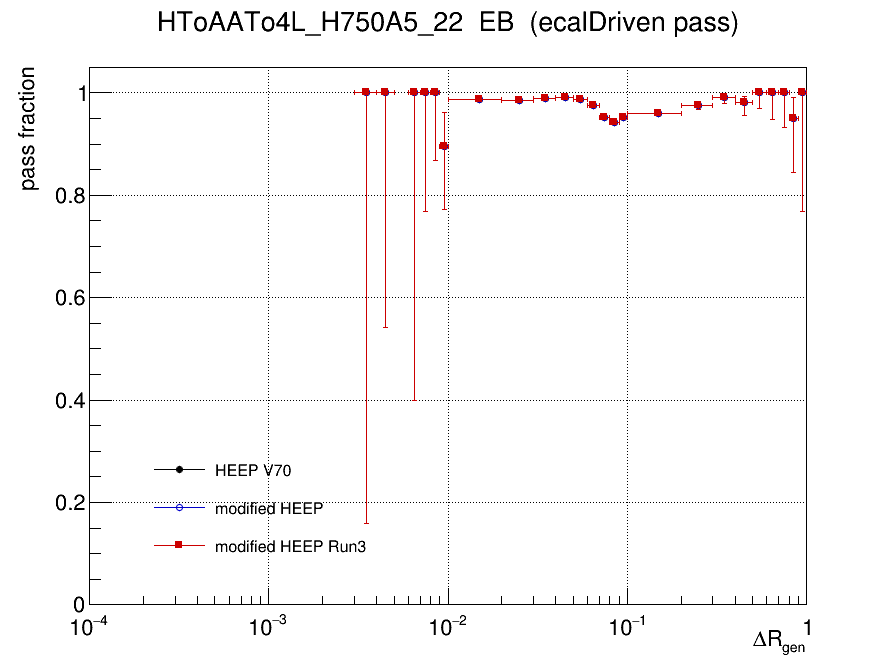 HToAATo4L_H750A5_22 EB (ecalDriven pass)
pass fraction
1
0.8
0.6
0.4
0.2
0
HEEP V70
modified HEEP
modified HEEP Run3
10⁻⁴ 10⁻³ 10⁻² 10⁻¹ 1
ΔR_gen